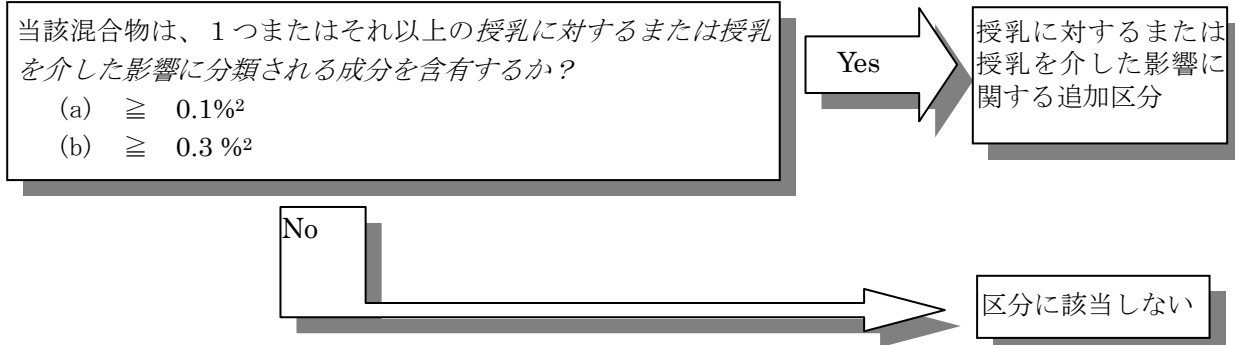 当該混合物は、１つまたはそれ以上の授乳に対するまたは授乳
を介した影響に分類される成分を含有するか？
(a) ≧ 0.1%²
(b) ≧ 0.3 %²
Yes
授乳に対するまたは
授乳を介した影響に
関する追加区分
No
区分に該当しない